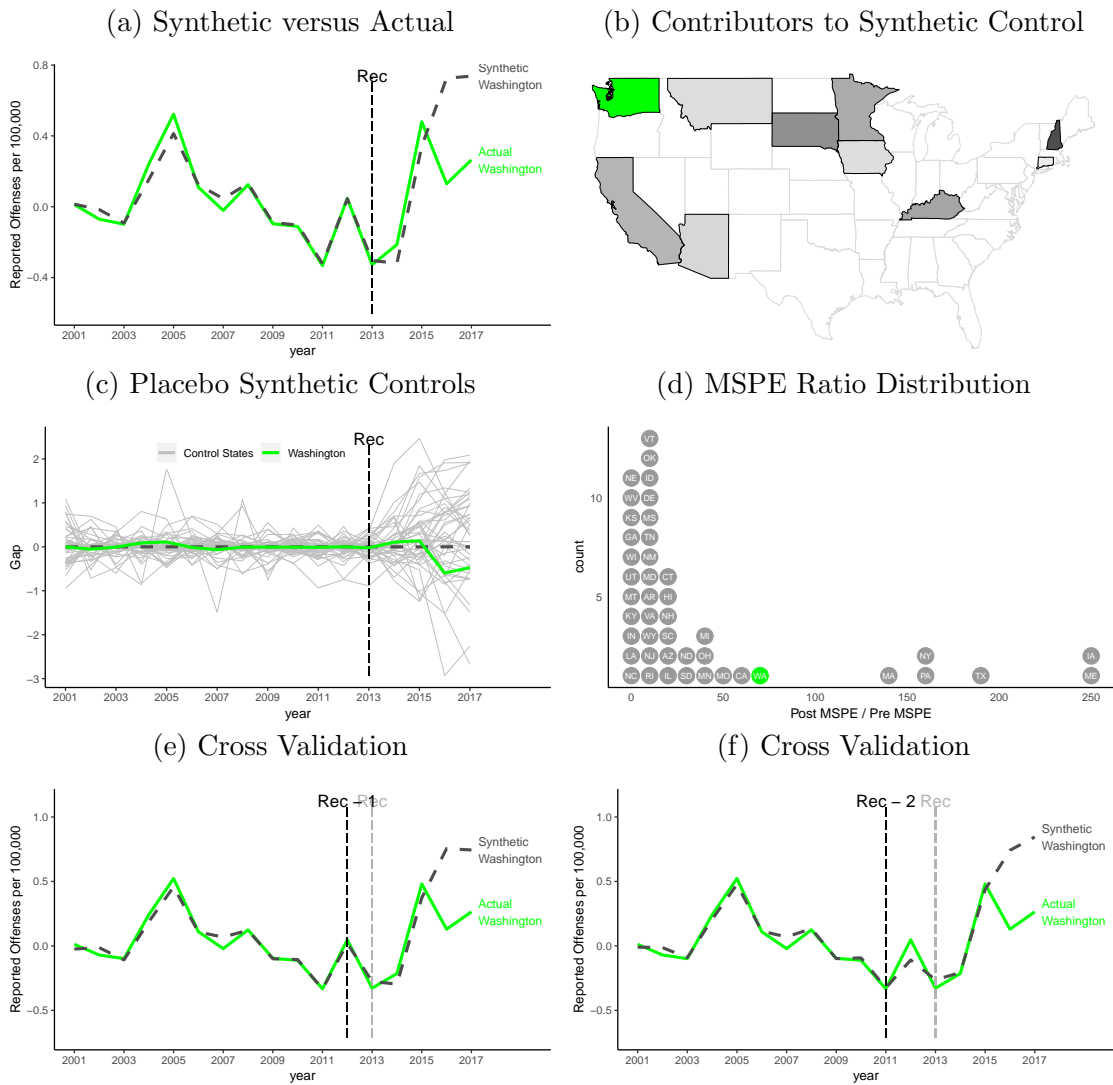 (a) Synthetic versus Actual
(b) Contributors to Synthetic Control
0.8
0.4
0.0
−0.4
Reported Offenses per 100,000
Rec
Synthetic
Washington
Actual
Washington
2001 2003 2005 2007 2009 2011 2013 2015 2017
year
(c) Placebo Synthetic Controls
(d) MSPE Ratio Distribution
2
1
0
−1
−2
−3
Gap
Control States Washington
Rec
2001 2003 2005 2007 2009 2011 2013 2015 2017
year
count
10
5
VT
OK
NE ID
WV DE
KS MS
GA TN
WI NM
UT MD CT
MT AR HI
KY VA NH
IN WY SC MI
LA NJ AZ ND OH NY IA
NC RI IL SD MN MO CA WA MA PA TX ME
0 50 100 150 200 250
Post MSPE / Pre MSPE
(e) Cross Validation
(f) Cross Validation
1.0
0.5
0.0
−0.5
Reported Offenses per 100,000
Rec − 1
Rec
Synthetic
Washington
Actual
Washington
2001 2003 2005 2007 2009 2011 2013 2015 2017
year
1.0
0.5
0.0
−0.5
Reported Offenses per 100,000
Rec − 2 Rec
Synthetic
Washington
Actual
Washington
2001 2003 2005 2007 2009 2011 2013 2015 2017
year